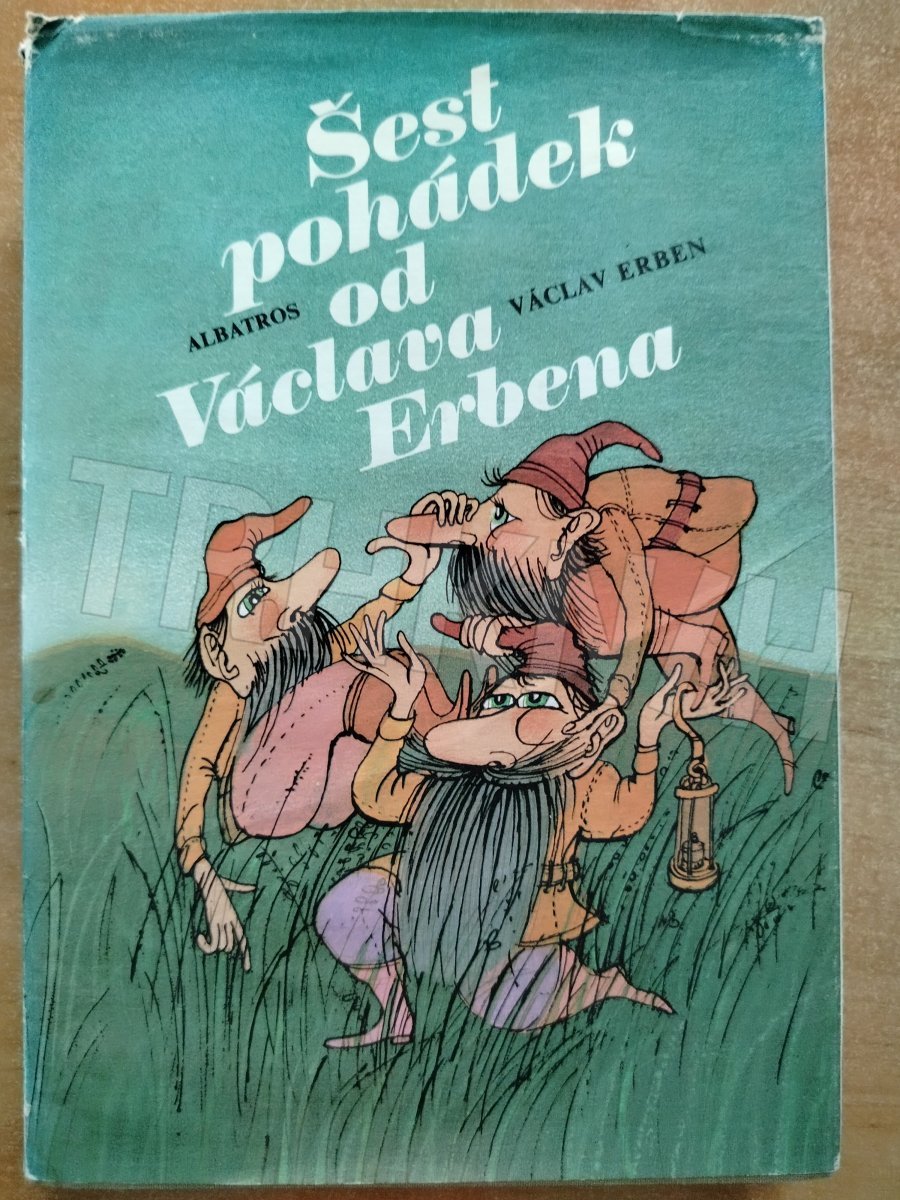 Šest
pohádek
od
Václava
Erbena
ALBATROS
VÁCLAV ERBEN